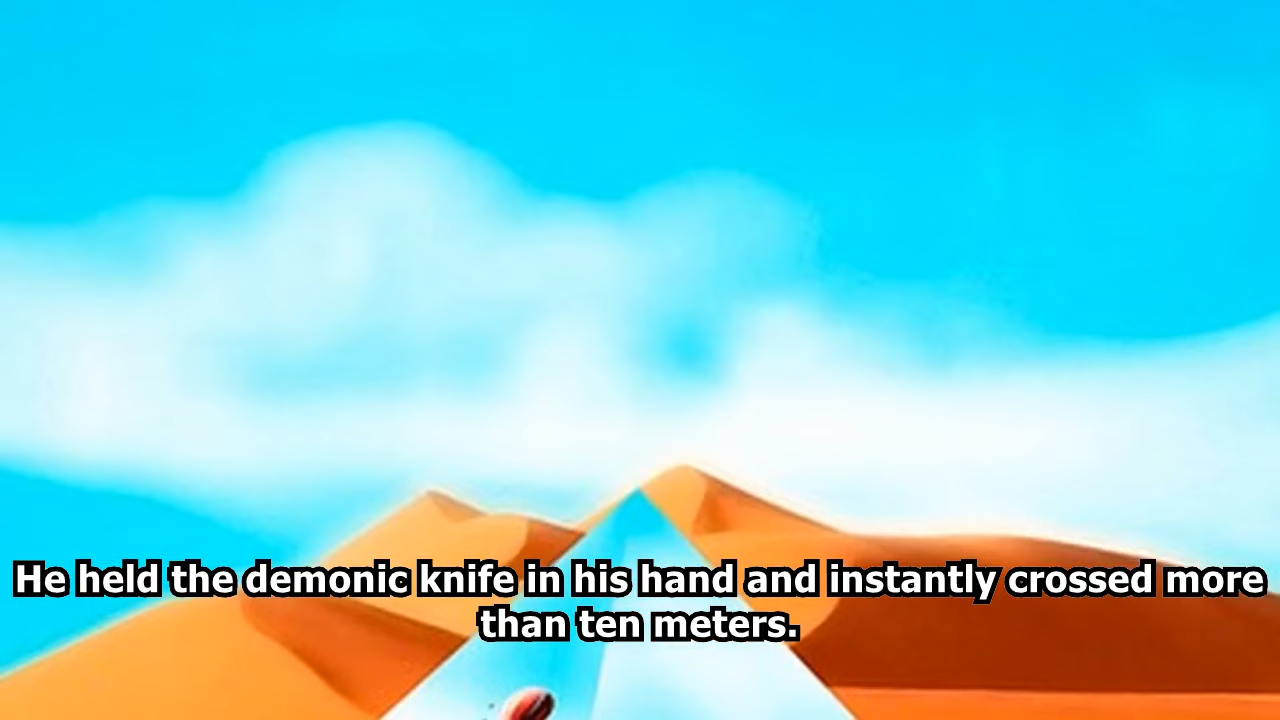 He held the demonic knife in his hand and instantly crossed more
than ten meters.